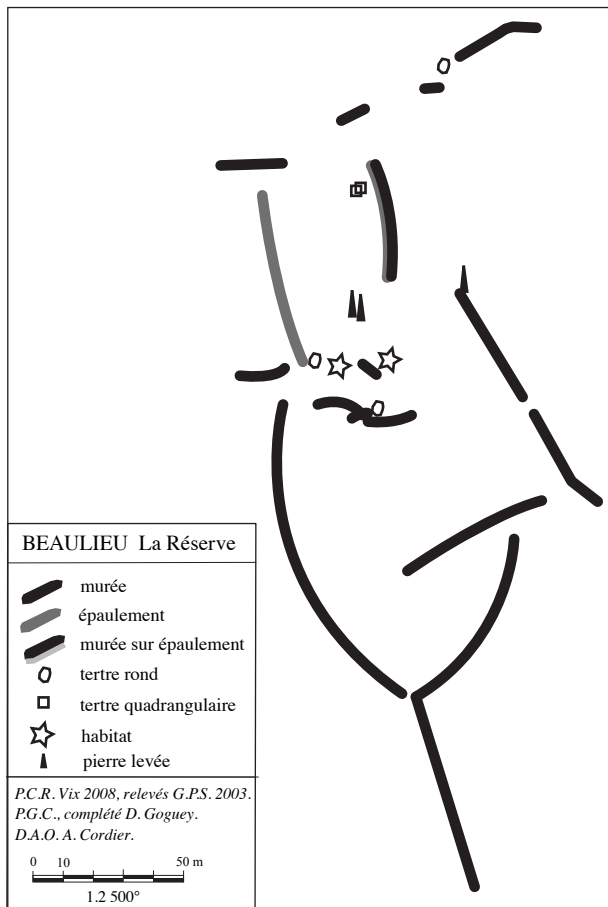 BEAULIEU La Réserve
murée
épaulement
murée sur épaulement
tertre rond
tertre quadrangulaire
habitat
pierre levée
P.C.R. Vix 2008, relevés G.P.S. 2003.
P.G.C., complété D. Goguey.
D.A.O. A. Cordier.
0 10 50 m
1.2 500°